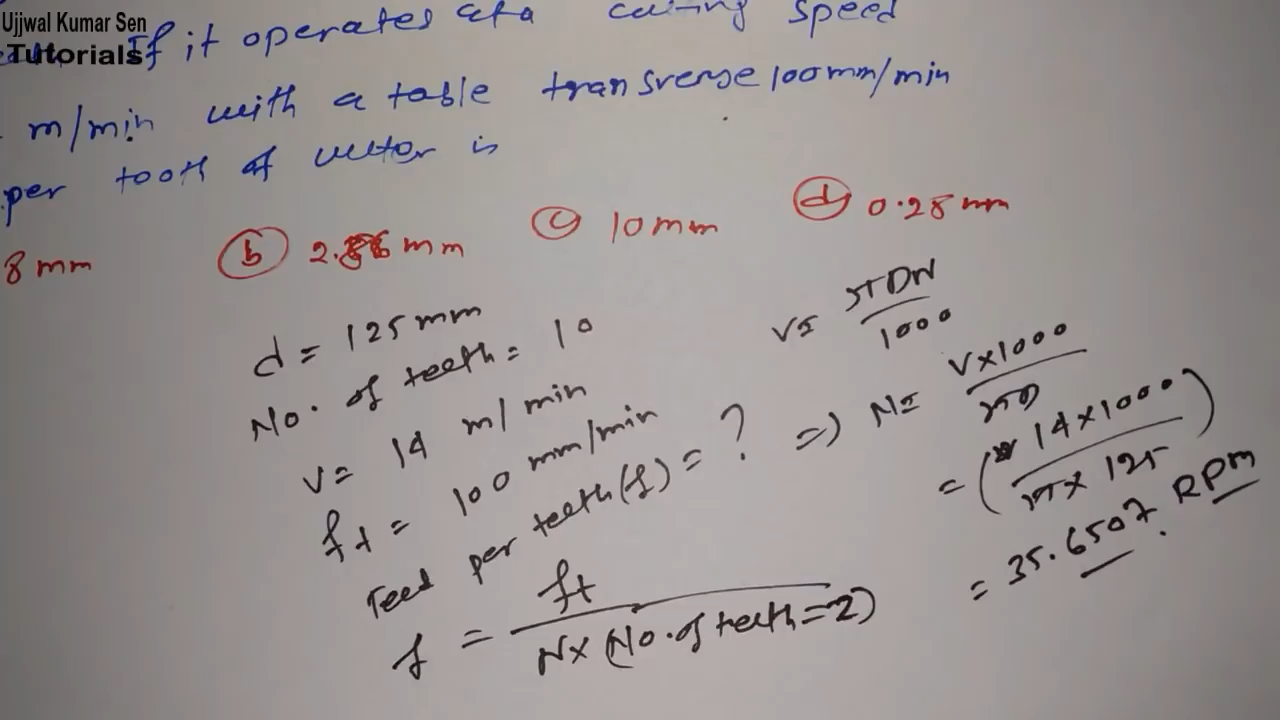 Ujjwal Kumar Sen
Tutorials
If it operates at a cutting speed
m/min with a table transverse 100mm/min
per tooth of cutter is
8 mm (b) 2.86 mm (c) 10 mm (d) 0.28 mm
d = 125 mm
No. of teeth = 10
V = 14 m/min
ft = 100 mm/min
Feed per teeth (f) = ?
f = ft / N× (No. of teeth = Z)
V = πDN / 1000
=) N = V×1000 / πD
= (14×1000 / π× 125)
= 35.6507 RPM